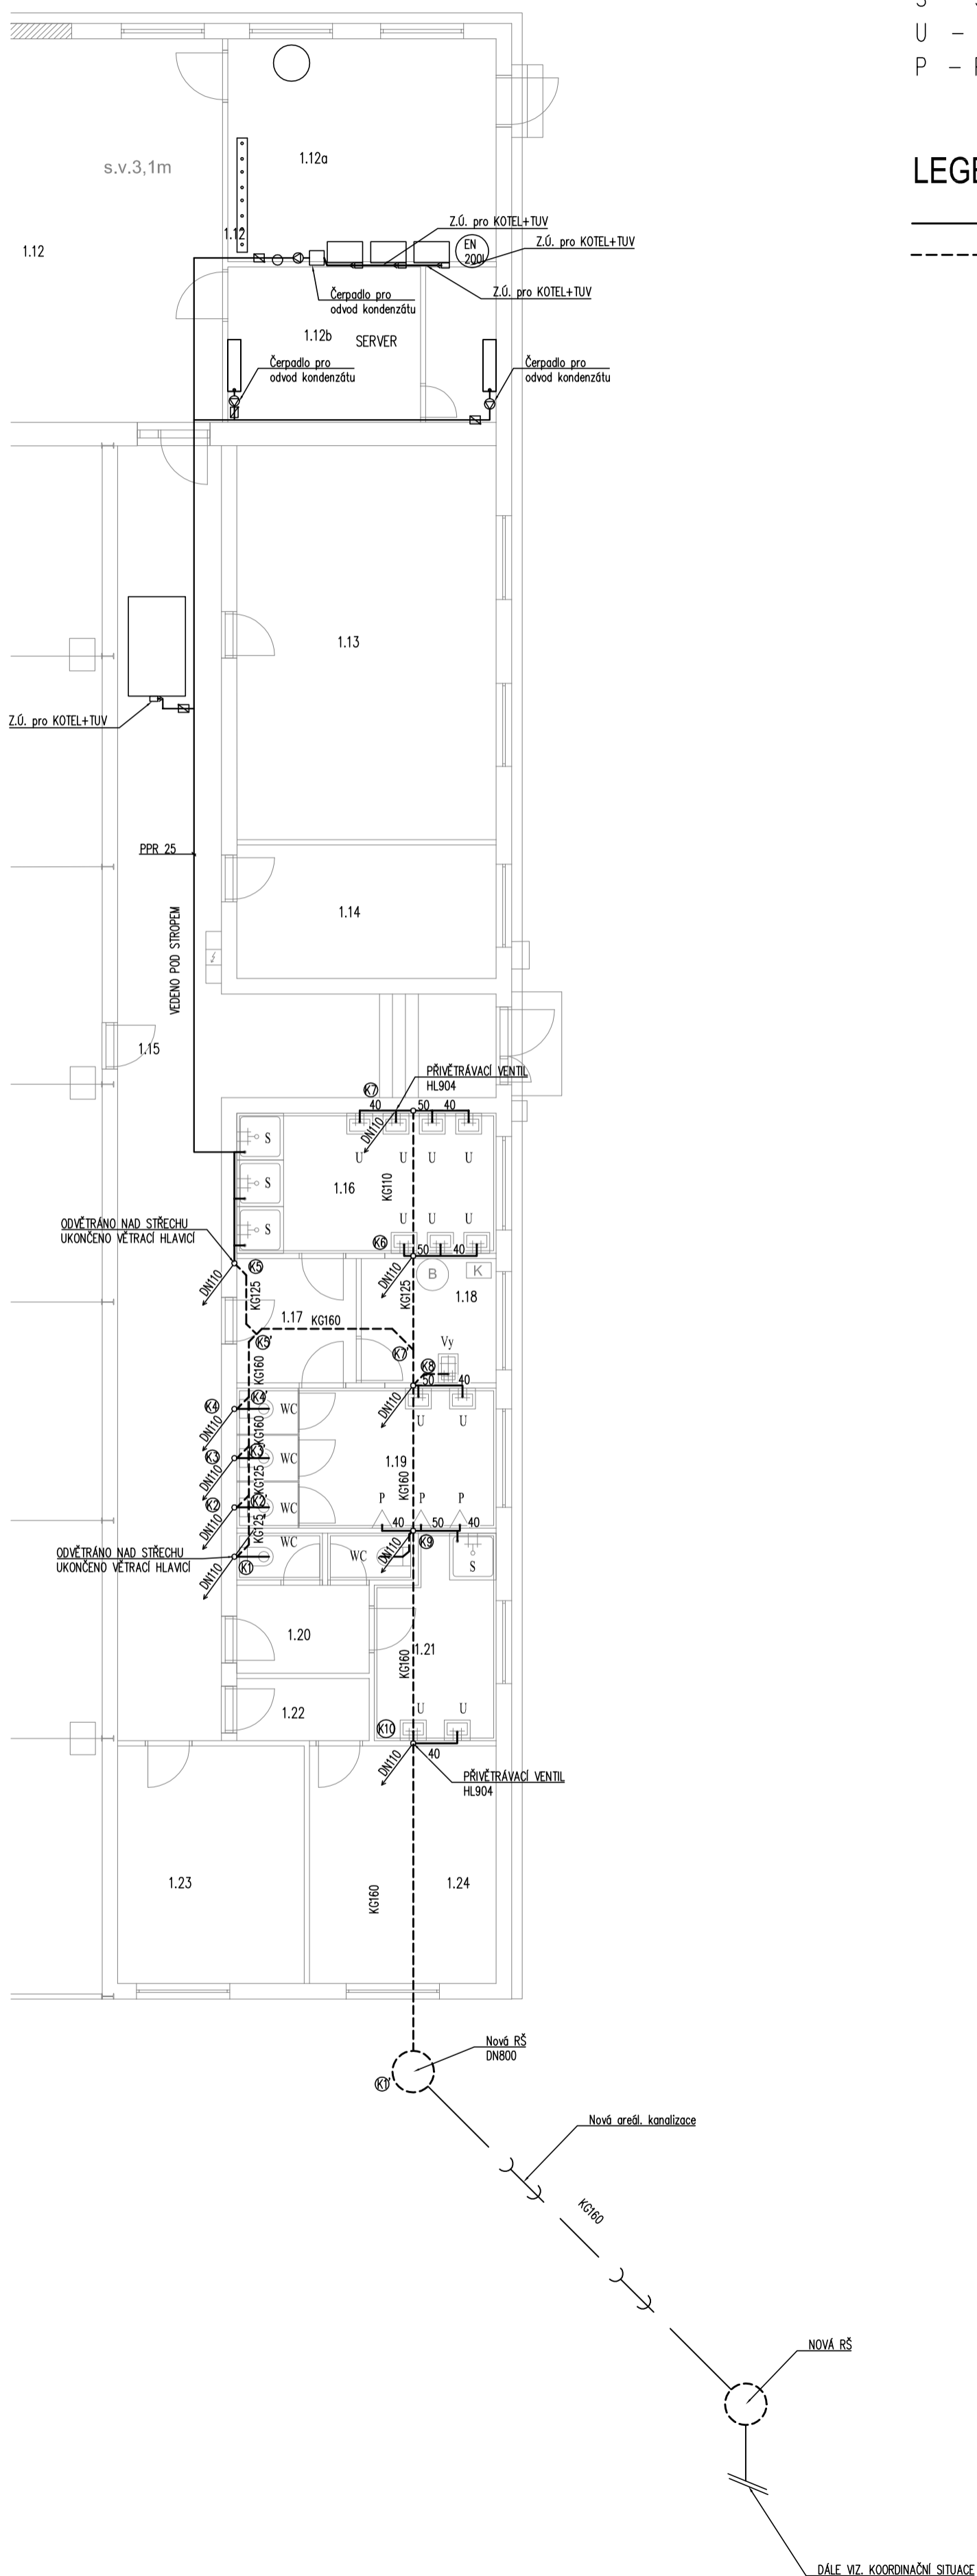 U –
P –
LEGE
s.v.3,1m
1.12a
1.12
1.12
Z.Ú. pro KOTEL+TUV
EN
200l
Z.Ú. pro KOTEL+TUV
Z.Ú. pro KOTEL+TUV
Čerpadlo pro
odvod kondenzátu
1.12b
SERVER
Čerpadlo pro
odvod kondenzátu
Čerpadlo pro
odvod kondenzátu
1.13
Z.Ú. pro KOTEL+TUV
PPR 25
VEDENO POD STROPEM
1.14
1.15
PŘIVĚTRÁVACÍ VENTIL
HL904
K7
40
50
40
DN110
S
U
U
U
U
KG110
1.16
S
U
U
U
S
ODVĚTRÁNO NAD STŘECHU
UKONČENO VĚTRACÍ HLAVICÍ
K6
50
40
K5
DN110
DN110
B
K
KG125
KG125
1.18
1.17
KG160
K5'
K7'
Vy
K8
KG160
50
40
K4
K4'
WC
DN110
DN110
U
U
KG160
K3
K3'
WC
1.19
DN110
KG125
KG160
K2
K2'
WC
P
P
P
DN110
KG125
40
50
40
K9
WC
WC
DN110
S
ODVĚTRÁNO NAD STŘECHU
UKONČENO VĚTRACÍ HLAVICÍ
K1
DN110
1.20
1.21
KG160
1.22
U
U
K10
40
DN110
PŘIVĚTRÁVACÍ VENTIL
HL904
1.23
1.24
KG160
Nová RŠ
DN800
K1'
Nová areál. kanalizace
KG160
NOVÁ RŠ
DÁLE VIZ. KOORDINAČNÍ SITUACE